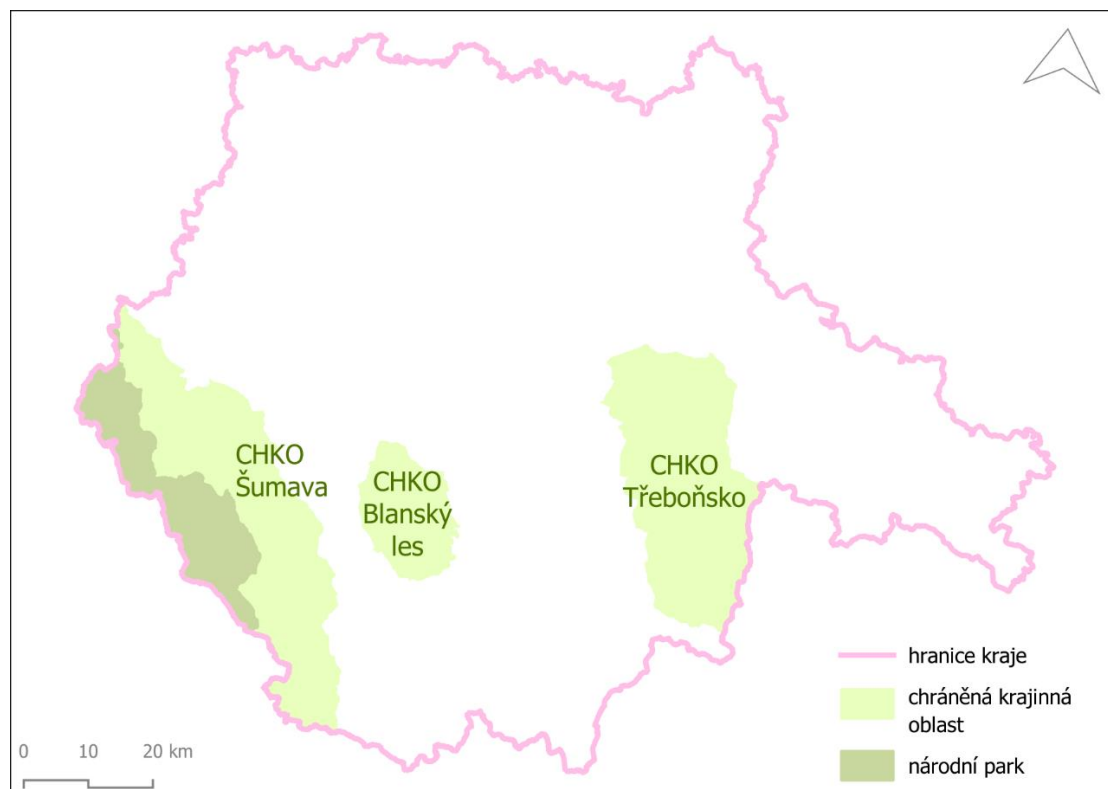 CHKO
Šumava
CHKO
Blanský
les
CHKO
Třeboňsko
hranice kraje
chráněná krajinná
oblast
národní park
0 10 20 km